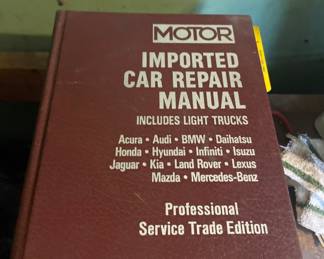 MOTOR
IMPORTED
CAR REPAIR
MANUAL
INCLUDES LIGHT TRUCKS
Acura • Audi • BMW • Daihatsu
Honda • Hyundai • Infiniti • Isuzu
Jaguar • Kia • Land Rover • Lexus
Mazda • Mercedes-Benz
Professional
Service Trade Edition